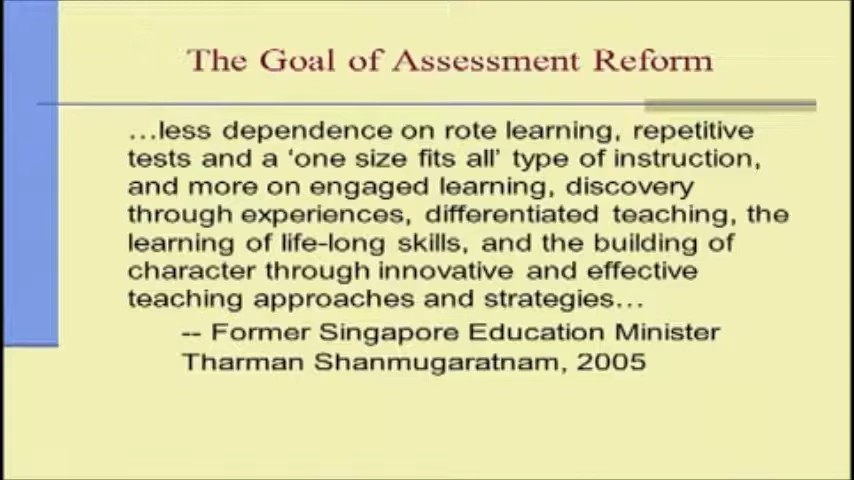 The Goal of Assessment Reform
…less dependence on rote learning, repetitive
tests and a ‘one size fits all’ type of instruction,
and more on engaged learning, discovery
through experiences, differentiated teaching, the
learning of life-long skills, and the building of
character through innovative and effective
teaching approaches and strategies…
-- Former Singapore Education Minister
Tharman Shanmugaratnam, 2005